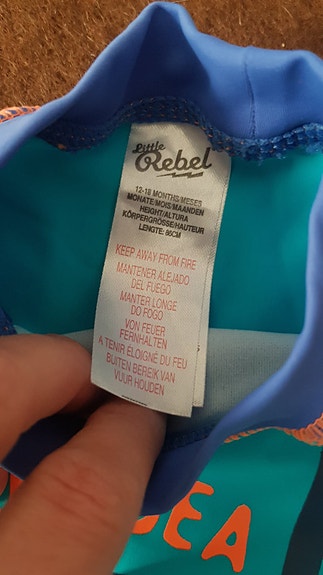 Little
Rebel
12-18 MONTHS/MESES
MONATE/MOIS/MAANDEN
HEIGHT/ALTURA
KÖRPERGRÖSSE/HAUTEUR
LENGTE: 86CM
KEEP AWAY FROM FIRE
MANTENER ALEJADO
DEL FUEGO
MANTER LONGE
DO FOGO
VON FEUER
FERNHALTEN
A TENIR ÉLOIGNÉ DU FEU
BUITEN BEREIK VAN
VUUR HOUDEN